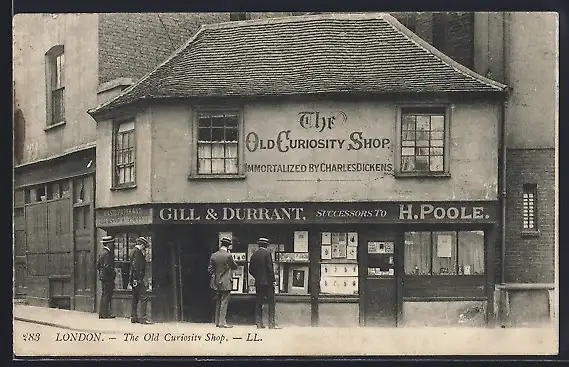 The
Old Curiosity Shop.
IMMORTALIZED BY CHARLES DICKENS.
GILL & DURRANT. SUCCESSORS TO H. POOLE.
283 LONDON. - The Old Curiosity Shop. - LL.